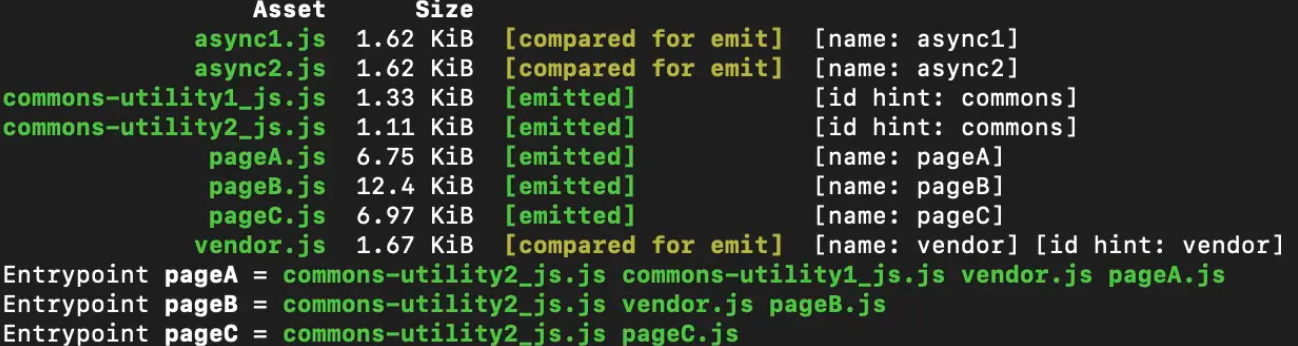 Asset Size
async1.js 1.62 KiB [compared for emit] [name: async1]
async2.js 1.62 KiB [compared for emit] [name: async2]
commons-utility1_js.js 1.33 KiB [emitted] [id hint: commons]
commons-utility2_js.js 1.11 KiB [emitted] [id hint: commons]
pageA.js 6.75 KiB [emitted] [name: pageA]
pageB.js 12.4 KiB [emitted] [name: pageB]
pageC.js 6.97 KiB [emitted] [name: pageC]
vendor.js 1.67 KiB [compared for emit] [name: vendor] [id hint: vendor]
Entrypoint pageA = commons-utility2_js.js commons-utility1_js.js vendor.js pageA.js
Entrypoint pageB = commons-utility2_js.js vendor.js pageB.js
Entrypoint pageC = commons-utility2_js.js pageC.js